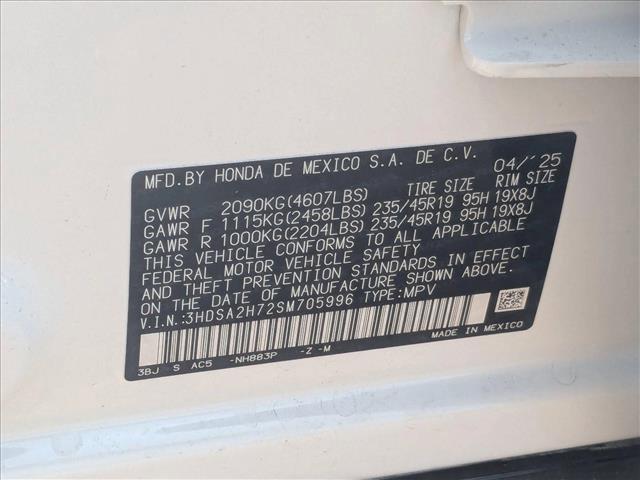 MFD.BY HONDA DE MEXICO S.A. DE C.V. 04/'25
GVWR 2090KG(4607LBS) TIRE SIZE RIM SIZE
GAWR F 1115KG(2458LBS) 235/45R19 95H 19X8J
GAWR R 1000KG(2204LBS) 235/45R19 95H 19X8J
THIS VEHICLE CONFORMS TO ALL APPLICABLE
FEDERAL MOTOR VEHICLE SAFETY
AND THEFT PREVENTION STANDARDS IN EFFECT
ON THE DATE OF MANUFACTURE SHOWN ABOVE.
V.I.N.:3HDSA2H72SM705996 TYPE:MPV
3BJ S AC5 -NH883P -Z -M MADE IN MEXICO